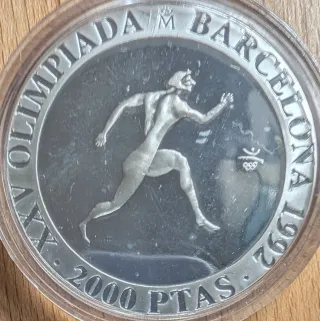 XXV OLIMPIADA M BARCELONA 1992
· 2000 PTAS ·